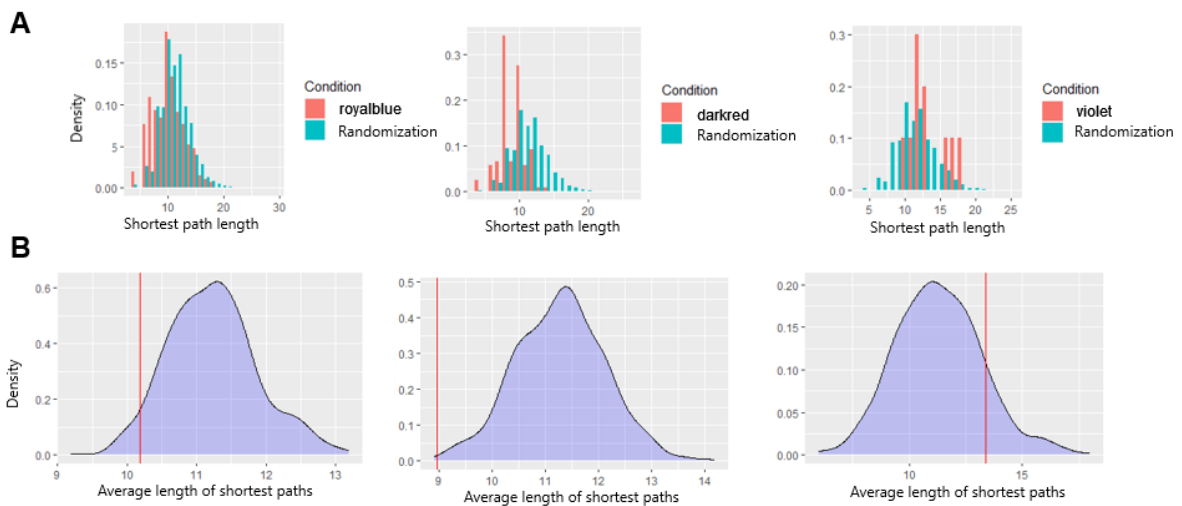 A
Density
0.15
0.10
5
0.00
10
20
30
Shortest path length
Condition
royalblue
Randomization
0.3
0.2
0.1
0.0
10
20
Shortest path length
Condition
darkred
Randomization
0.3
0.2
0.1
0.0
5
10
15
20
25
Shortest path length
Condition
violet
Randomization
B
Density
0.6
0.4
0.2
0.0
9
10
11
12
13
Average length of shortest paths
0.5
0.4
0.3
0.2
0.1
0.0
9
10
11
12
13
14
Average length of shortest paths
0.20
0.15
0.10
0.05
0.00
10
15
Average length of shortest paths